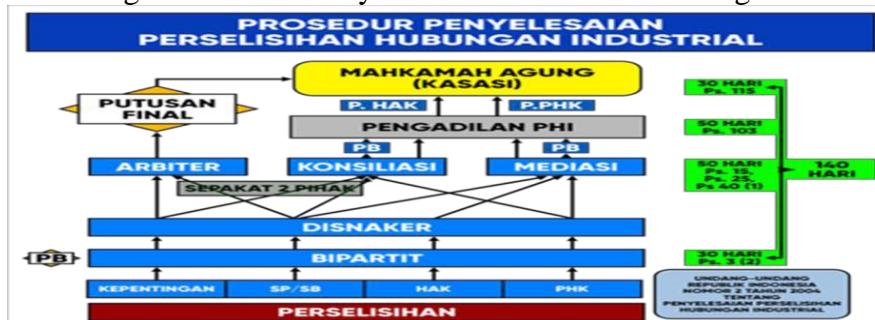 PROSEDUR PENYELESAIAN
PERSELISIHAN HUBUNGAN INDUSTRIAL
MAHKAMAH AGUNG
(KASASI)
30 HARI
Ps. 115
P. HAK
P.PHK
PUTUSAN
FINAL
PENGADILAN PHI
50 HARI
Ps. 103
PB
PB
ARBITER
KONSILIASI
MEDIASI
50 HARI
Ps. 15,
Ps. 25,
Ps 40 (1)
140
HARI
SEPAKAT 2 PIHAK
DISNAKER
PB
BIPARTIT
30 HARI
Ps. 3 (2)
KEPENTINGAN
SP/SB
HAK
PHK
UNDANG-UNDANG
REPUBLIK INDONESIA
NOMOR 2 TAHUN 2004
TENTANG
PENYELESAIAN PERSELISIHAN
HUBUNGAN INDUSTRIAL
PERSELISIHAN